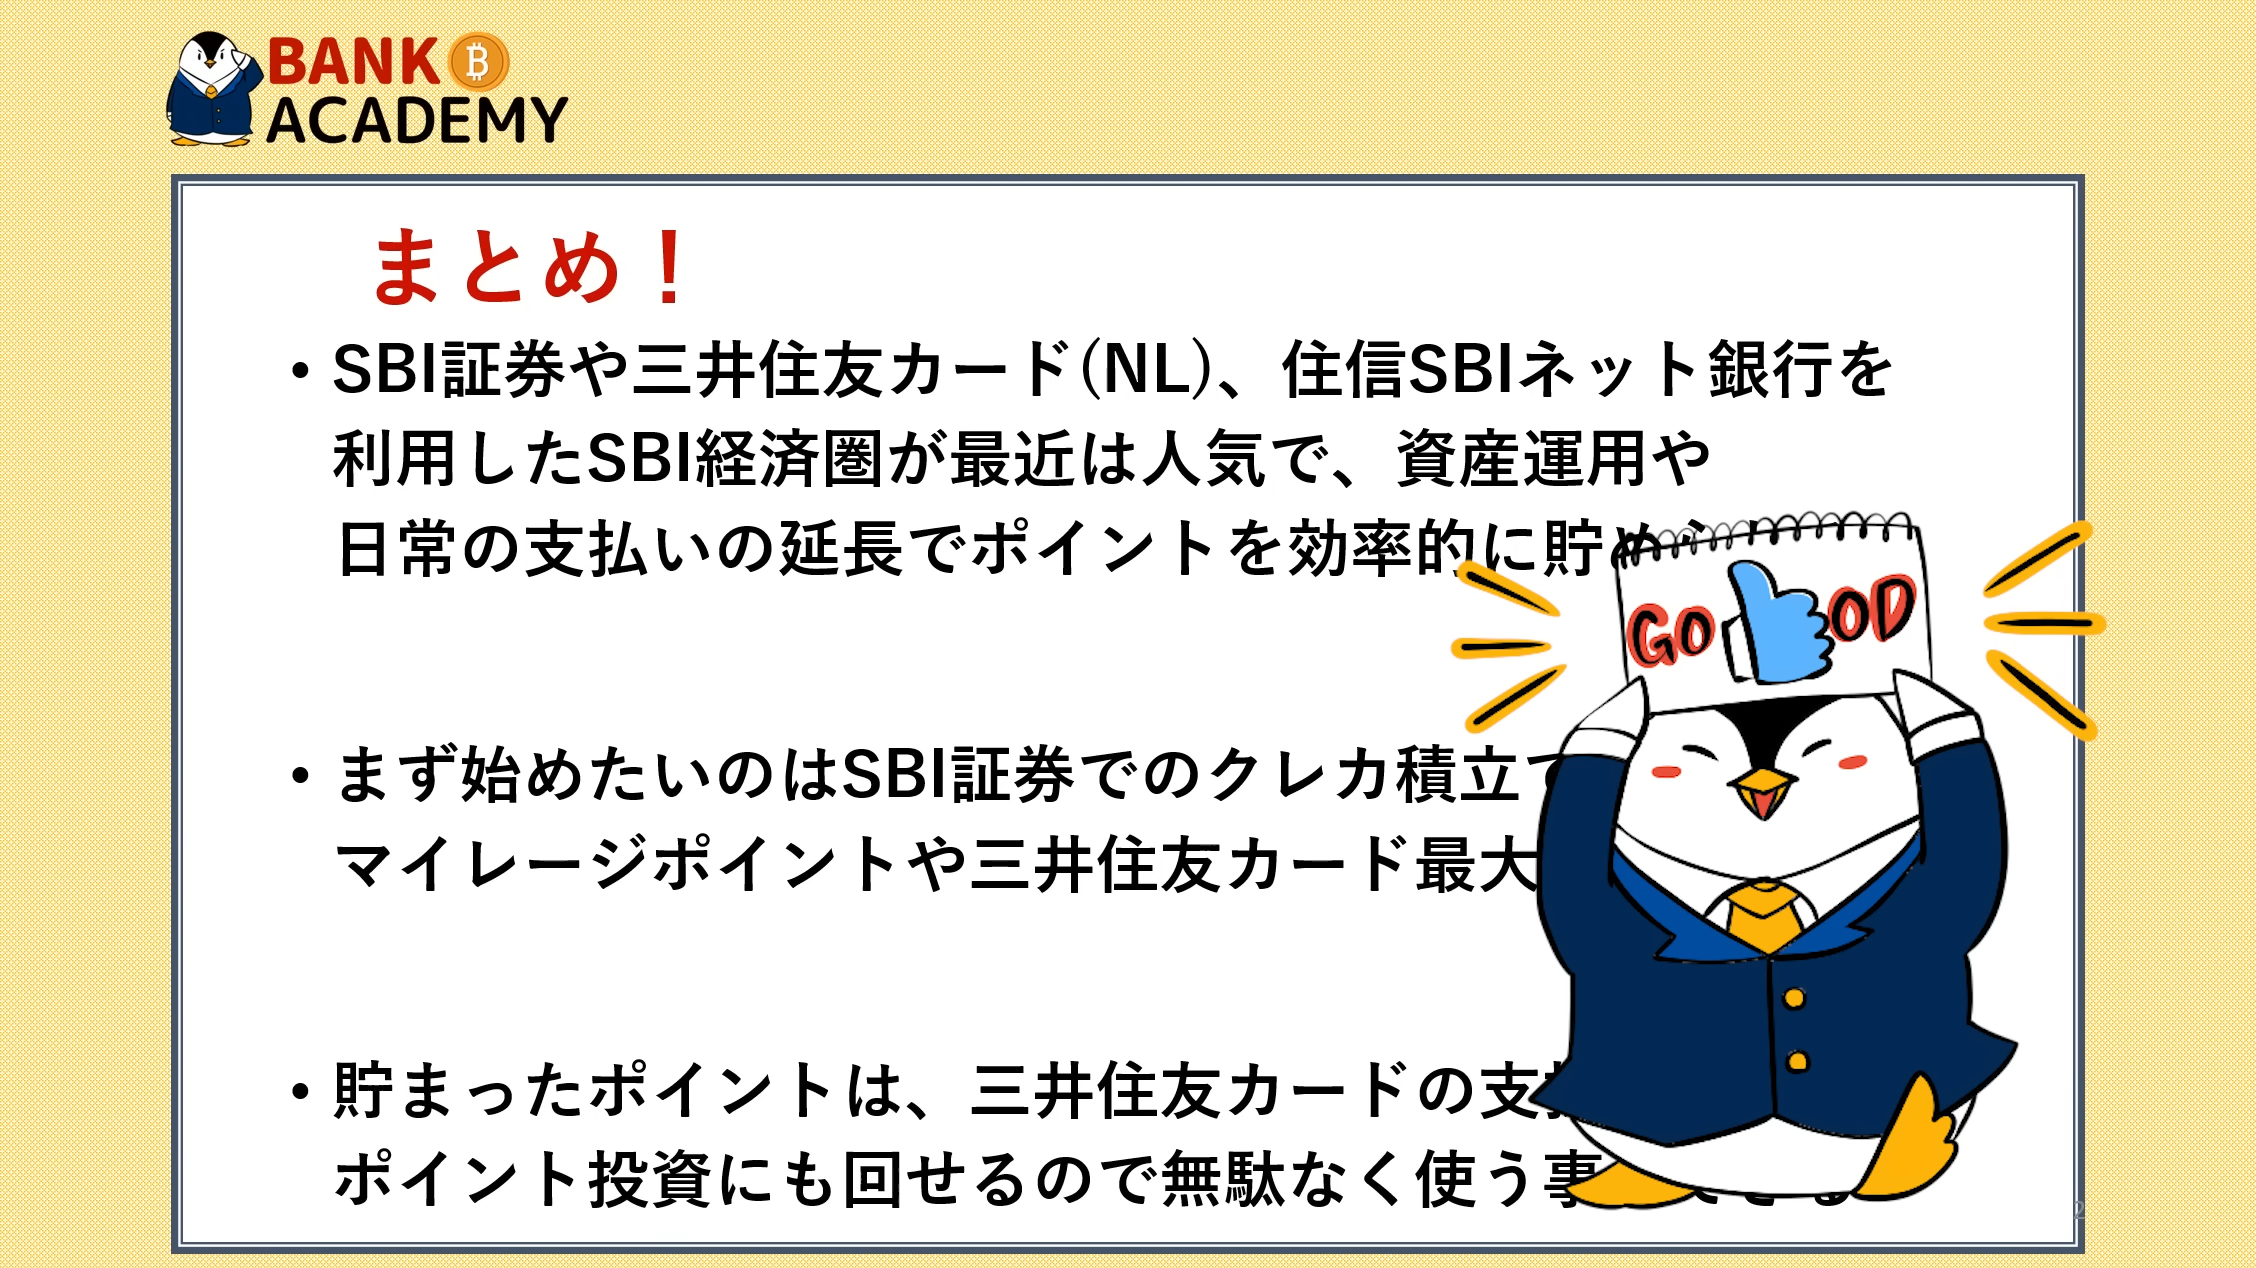 BANK
ACADEMY
まとめ！
・SBI証券や三井住友カード(NL)、住信SBIネット銀行を
利用したSBI経済圏が最近は人気で、資産運用や
日常の支払いの延長でポイントを効率的に貯め
GOOD
・まず始めたいのはSBI証券でのクレカ積立て
マイレージポイントや三井住友カード最大
・貯まったポイントは、三井住友カードの支払
ポイント投資にも回せるので無駄なく使う事
2